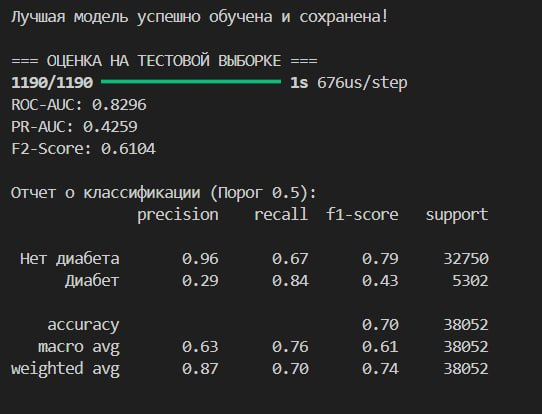 Лучшая модель успешно обучена и сохранена!
=== ОЦЕНКА НА ТЕСТОВОЙ ВЫБОРКЕ ===
1190/1190 ━━━━━━━━━━━━━━━━━━━━ 1s 676us/step
ROC-AUC: 0.8296
PR-AUC: 0.4259
F2-Score: 0.6104
Отчет о классификации (Порог 0.5):
precision recall f1-score support
Нет диабета 0.96 0.67 0.79 32750
Диабет 0.29 0.84 0.43 5302
accuracy 0.70 38052
macro avg 0.63 0.76 0.61 38052
weighted avg 0.87 0.70 0.74 38052